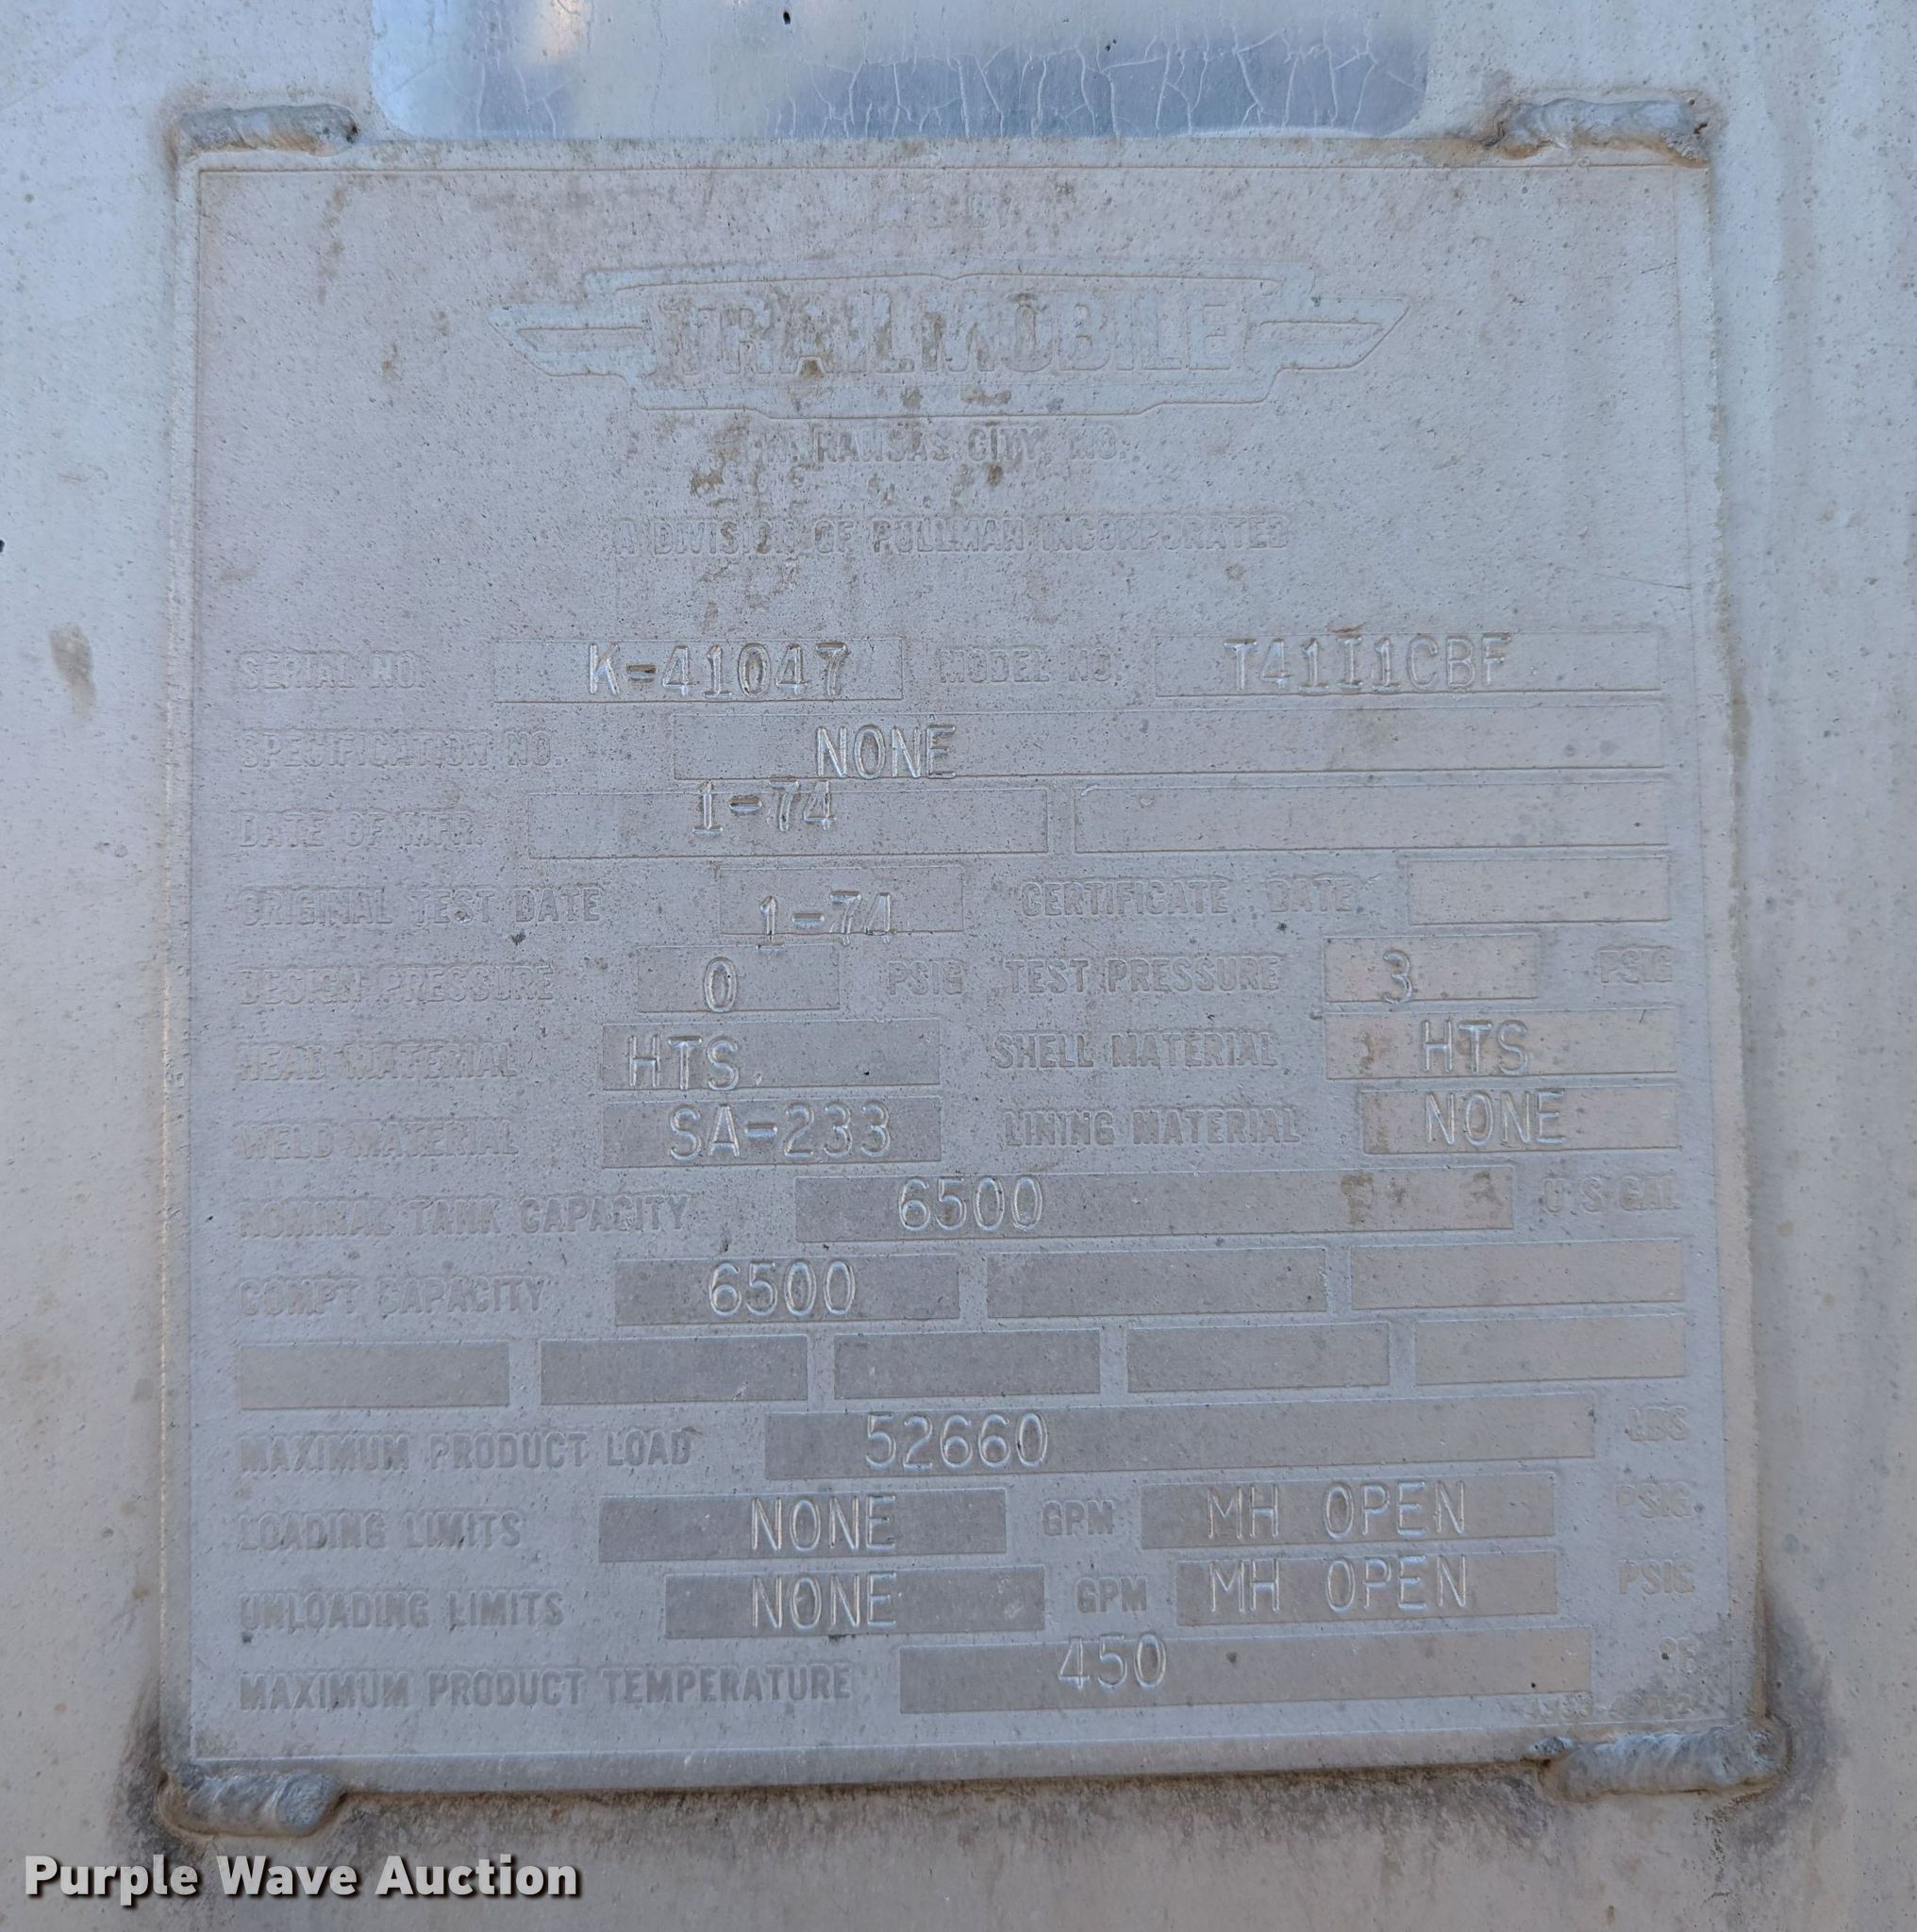 TRAILMOBILE
N. KANSAS CITY, MO.
A DIVISION OF PULLMAN INCORPORATED
SERIAL NO. K-41047 MODEL NO. T41I1CBF
SPECIFICATION NO. NONE
DATE OF MFR. 1-74
ORIGINAL TEST DATE 1-74 CERTIFICATE DATE
DESIGN PRESSURE 0 PSIG TEST PRESSURE 3 PSIG
HEAD MATERIAL HTS SHELL MATERIAL HTS
WELD MATERIAL SA-233 LINING MATERIAL NONE
NOMINAL TANK CAPACITY 6500 U S GAL
COMPT CAPACITY 6500
MAXIMUM PRODUCT LOAD 52660 LBS
LOADING LIMITS NONE GPM MH OPEN PSIG
UNLOADING LIMITS NONE GPM MH OPEN PSIG
MAXIMUM PRODUCT TEMPERATURE 450 °F
Purple Wave Auction